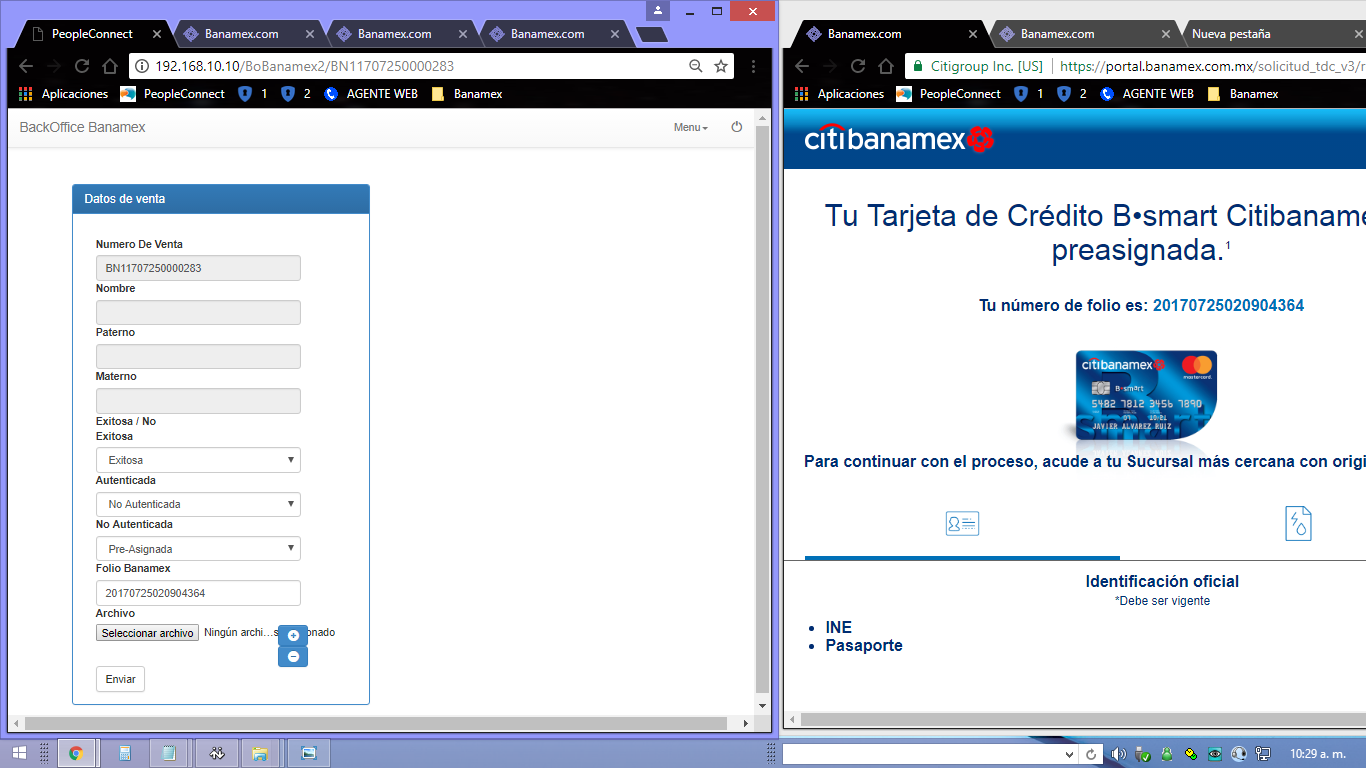 PeopleConnect
Banamex.com
Banamex.com
Banamex.com
192.168.10.10/BoBanamex2/BN11707250000283
Aplicaciones
PeopleConnect
1
2
AGENTE WEB
Banamex
BackOffice Banamex
Menu
Datos de venta
Numero De Venta
BN11707250000283
Nombre
Paterno
Materno
Exitosa / No
Exitosa
Exitosa
Autenticada
No Autenticada
No Autenticada
Pre-Asignada
Folio Banamex
20170725020904364
Archivo
Seleccionar archivo
Ningún archi...s onado
Enviar
Banamex.com
Banamex.com
Nueva pestaña
Citigroup Inc. [US]
https://portal.banamex.com.mx/solicitud_tdc_v3/r
Aplicaciones
PeopleConnect
1
2
AGENTE WEB
Banamex
citibanamex
Tu Tarjeta de Crédito B•smart Citibaname
preasignada.1
Tu número de folio es: 20170725020904364
citibanamex
mastercard
B•smart
5482 7812 3456 7890
JAVIER ALVAREZ RUIZ
Para continuar con el proceso, acude a tu Sucursal más cercana con origi
Identificación oficial
*Debe ser vigente
• INE
• Pasaporte
10:29 a. m.